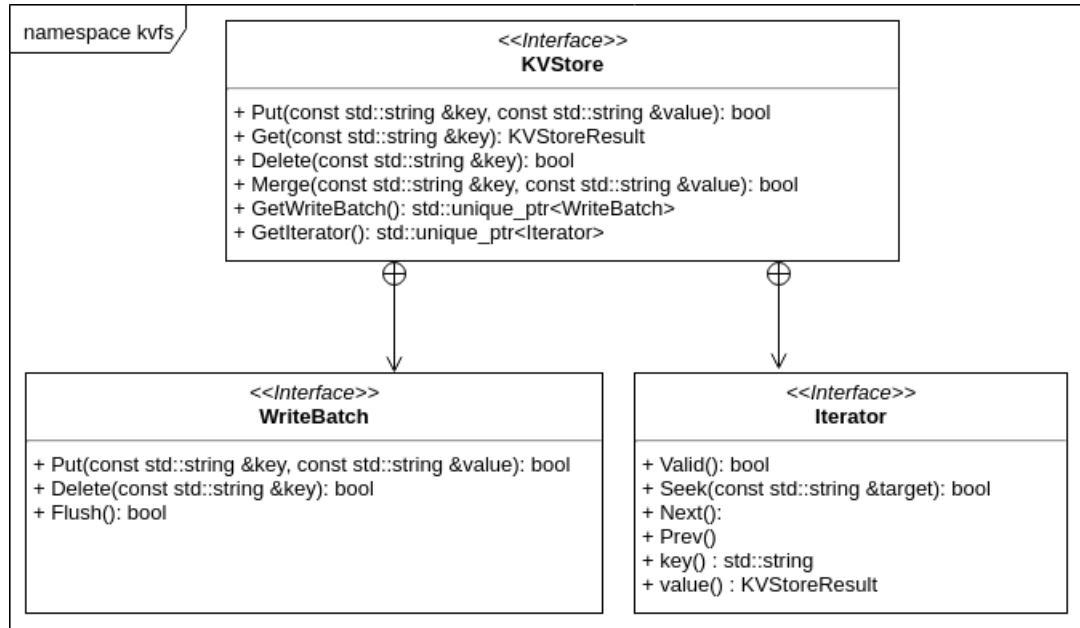 namespace kvfs
<<Interface>>
KVStore
+ Put(const std::string &key, const std::string &value): bool
+ Get(const std::string &key): KVStoreResult
+ Delete(const std::string &key): bool
+ Merge(const std::string &key, const std::string &value): bool
+ GetWriteBatch(): std::unique_ptr<WriteBatch>
+ GetIterator(): std::unique_ptr<Iterator>
<<Interface>>
WriteBatch
+ Put(const std::string &key, const std::string &value): bool
+ Delete(const std::string &key): bool
+ Flush(): bool
<<Interface>>
Iterator
+ Valid(): bool
+ Seek(const std::string &target): bool
+ Next():
+ Prev()
+ key() : std::string
+ value() : KVStoreResult